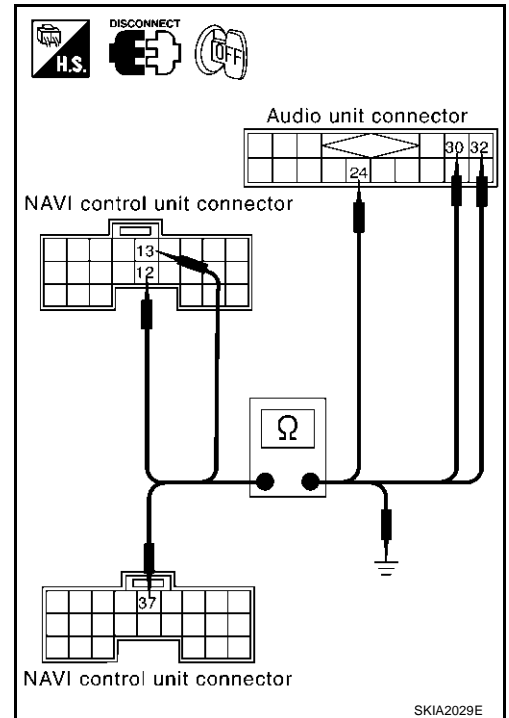 H.S.
DISCONNECT
OFF
Audio unit connector
30 32
24
NAVI control unit connector
13
12
Ω
37
NAVI control unit connector
SKIA2029E